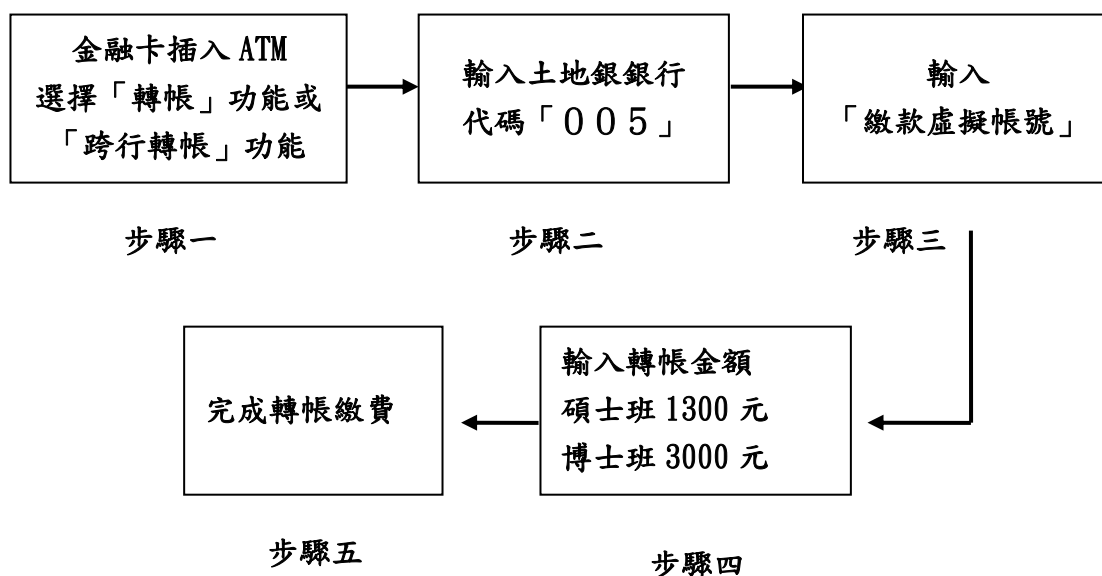 金融卡插入 ATM
選擇「轉帳」功能或
「跨行轉帳」功能
步驟一
輸入土地銀銀行
代碼「００５」
步驟二
輸入
「繳款虛擬帳號」
步驟三
輸入轉帳金額
碩士班 1300 元
博士班 3000 元
步驟四
完成轉帳繳費
步驟五